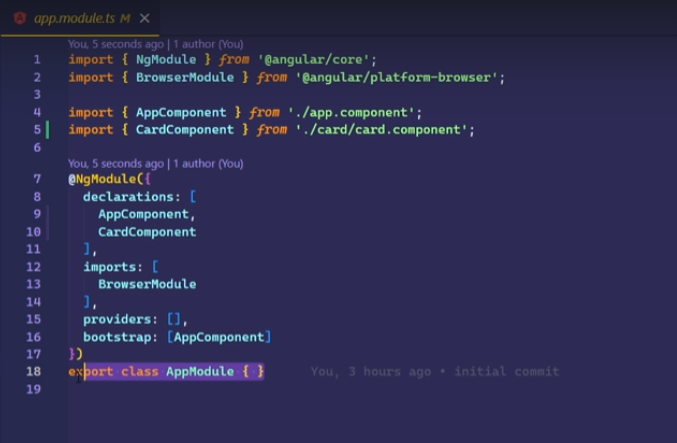 app.module.ts M ✕
You, 5 seconds ago | 1 author (You)
1 import { NgModule } from '@angular/core';
2 import { BrowserModule } from '@angular/platform-browser';
3
4 import { AppComponent } from './app.component';
5 import { CardComponent } from './card/card.component';
6
You, 5 seconds ago | 1 author (You)
7 @NgModule({
8 declarations: [
9 AppComponent,
10 CardComponent
11 ],
12 imports: [
13 BrowserModule
14 ],
15 providers: [],
16 bootstrap: [AppComponent]
17 })
18 export class AppModule { } You, 3 hours ago • initial commit
19